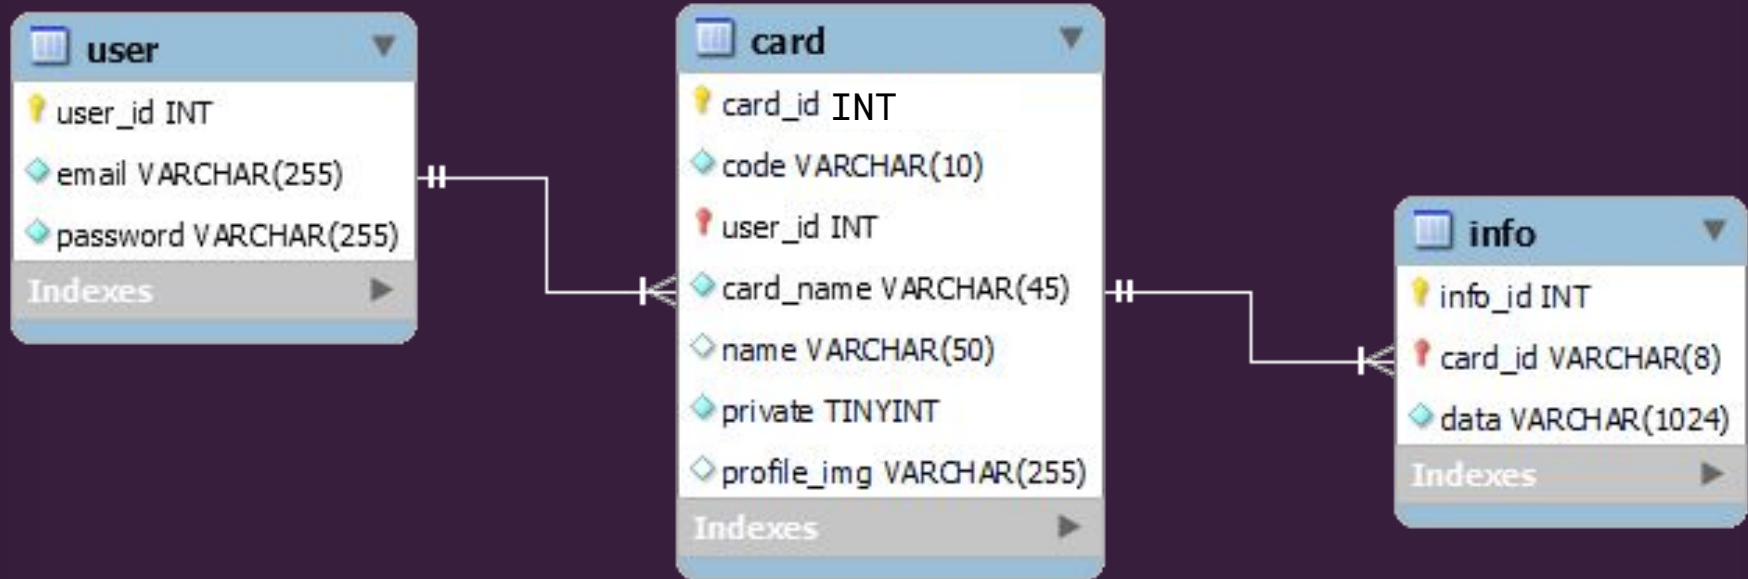 user
user_id INT
email VARCHAR(255)
password VARCHAR(255)
Indexes
card
card_id INT
code VARCHAR(10)
user_id INT
card_name VARCHAR(45)
name VARCHAR(50)
private TINYINT
profile_img VARCHAR(255)
Indexes
info
info_id INT
card_id VARCHAR(8)
data VARCHAR(1024)
Indexes